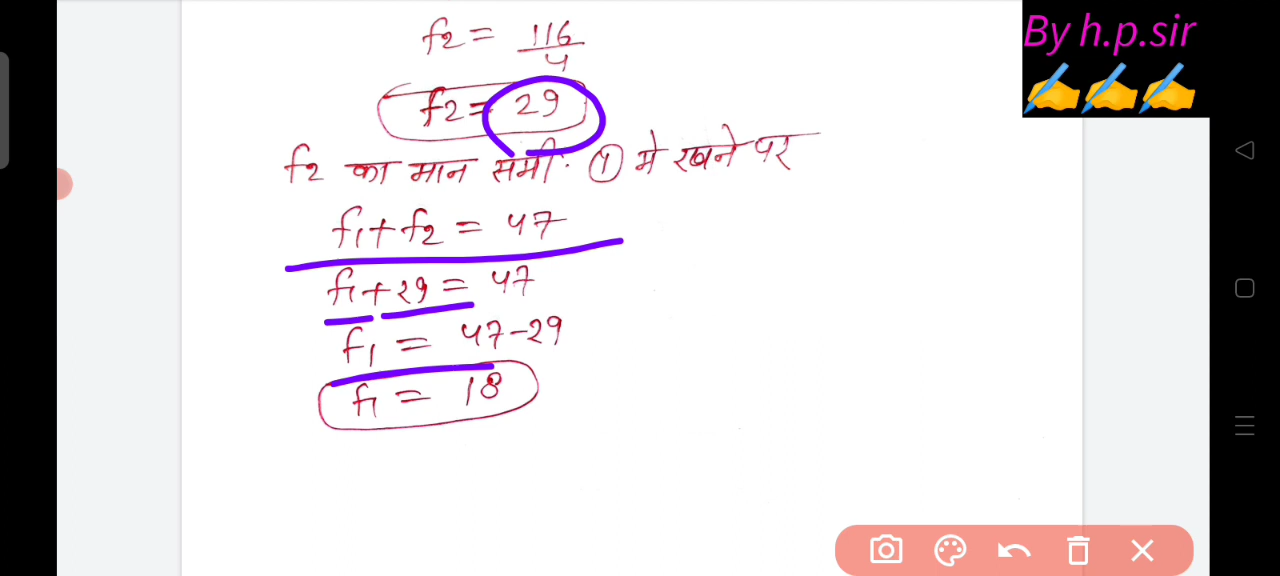 By h.p.sir
f2 = 116/4
f2 = 29
f2 का मान समी. ① मे रखने पर
f1 + f2 = 47
f1 + 29 = 47
f1 = 47-29
f1 = 18